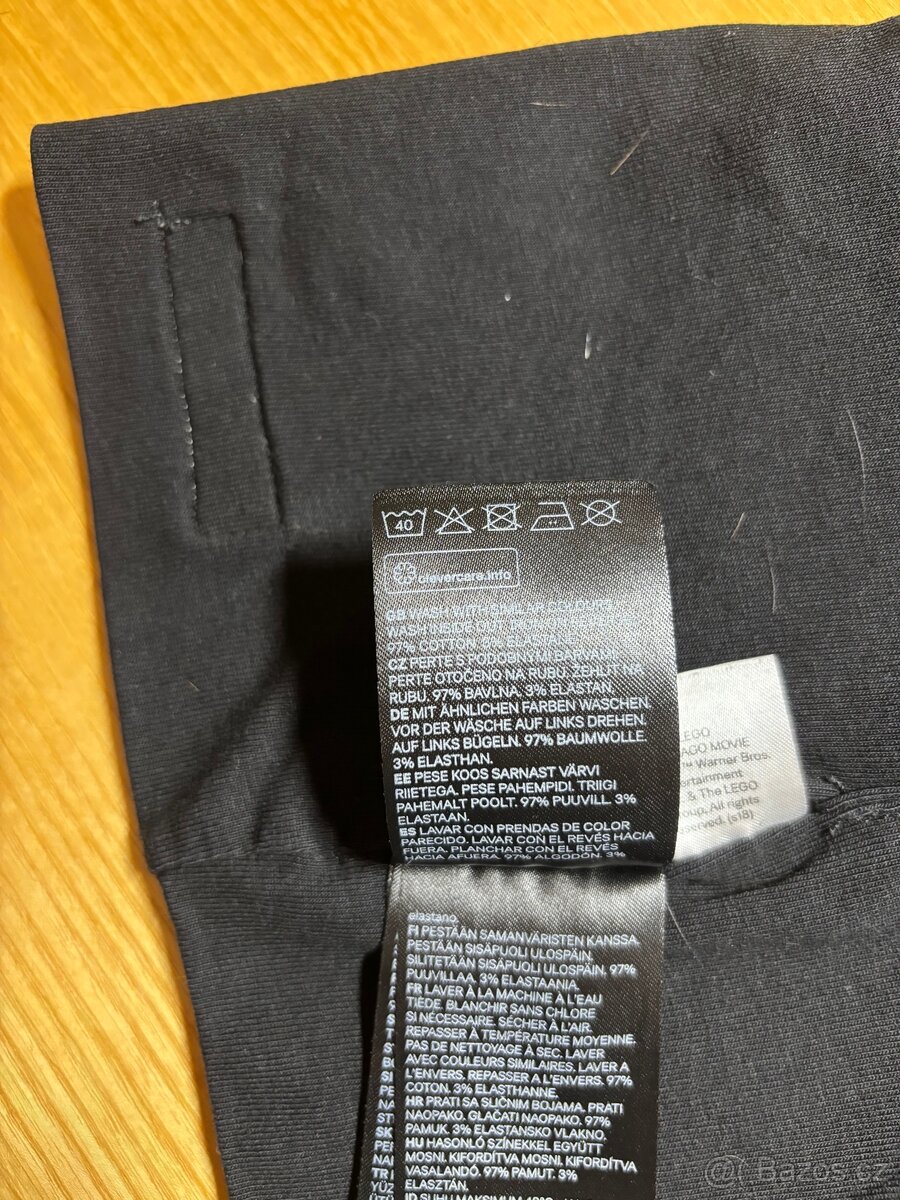 40
clevercare.info
GB WASH WITH SIMILAR COLOURS.
WASH INSIDE OUT.
97% COTTON. 3% ELASTANE.
CZ PERTE S PODOBNÝMI BARVAMI.
PERTE OTOČENO NA RUBU. ŽEHLIT NA
RUBU. 97% BAVLNA. 3% ELASTAN.
DE MIT ÄHNLICHEN FARBEN WASCHEN.
VOR DER WÄSCHE AUF LINKS DREHEN.
AUF LINKS BÜGELN. 97% BAUMWOLLE.
3% ELASTHAN.
EE PESE KOOS SARNAST VÄRVI
RIIETEGA. PESE PAHEMPIDI. TRIIGI
PAHEMALT POOLT. 97% PUUVILL. 3%
ELASTAAN.
ES LAVAR CON PRENDAS DE COLOR
PARECIDO. LAVAR CON EL REVÉS HACIA
FUERA. PLANCHAR CON EL REVÉS
HACIA AFUERA. 97% ALGODÓN. 3%
elastano.
FI PESTÄÄN SAMANVÄRISTEN KANSSA.
PESTÄÄN SISÄPUOLI ULOSPÄIN.
SILITETÄÄN SISÄPUOLI ULOSPÄIN. 97%
PUUVILLAA. 3% ELASTAANIA.
FR LAVER À LA MACHINE À L'EAU
TIÈDE. BLANCHIR SANS CHLORE
SI NÉCESSAIRE. SÉCHER À L'AIR.
REPASSER À TEMPÉRATURE MOYENNE.
PAS DE NETTOYAGE À SEC. LAVER
AVEC COULEURS SIMILAIRES. LAVER À
L'ENVERS. REPASSER À L'ENVERS. 97%
COTON. 3% ELASTHANNE.
HR PRATI SA SLIČNIM BOJAMA. PRATI
NAOPAKO. GLAČATI NAOPAKO. 97%
PAMUK. 3% ELASTANSKO VLAKNO.
HU HASONLÓ SZÍNEKKEL EGYÜTT
MOSNI. KIFORDÍTVA MOSNI. KIFORDÍTVA
VASALANDÓ. 97% PAMUT. 3%
ELASZTÁN.
ID SUHU MAKSIMUM
LEGO
MOVIE
™ Warner Bros.
& The LEGO
All rights
(s18)
Bazos.cz